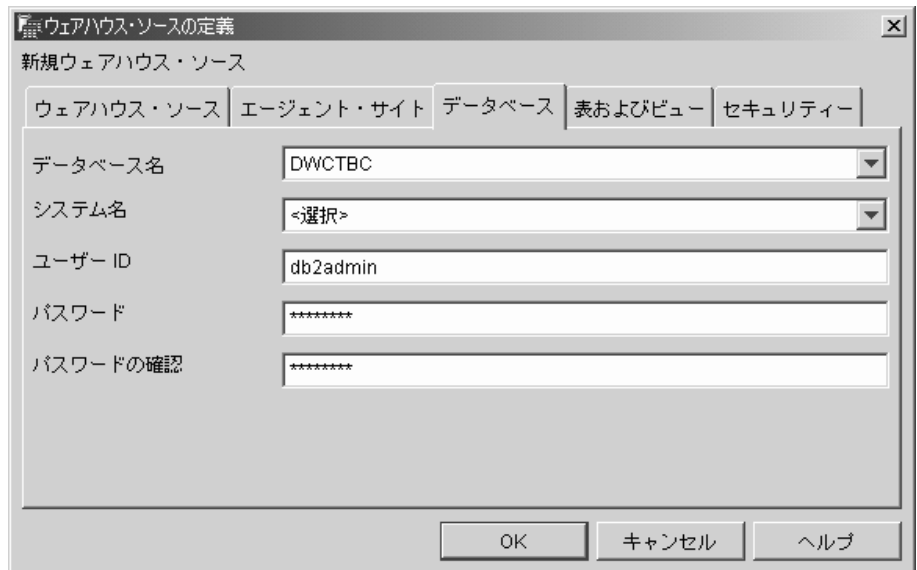 ウェアハウス・ソースの定義
新規ウェアハウス・ソース
ウェアハウス・ソース エージェント・サイト データベース 表およびビュー セキュリティー
データベース名 DWCTBC
システム名 <選択>
ユーザー ID db2admin
パスワード ********
パスワードの確認 ********
OK キャンセル ヘルプ